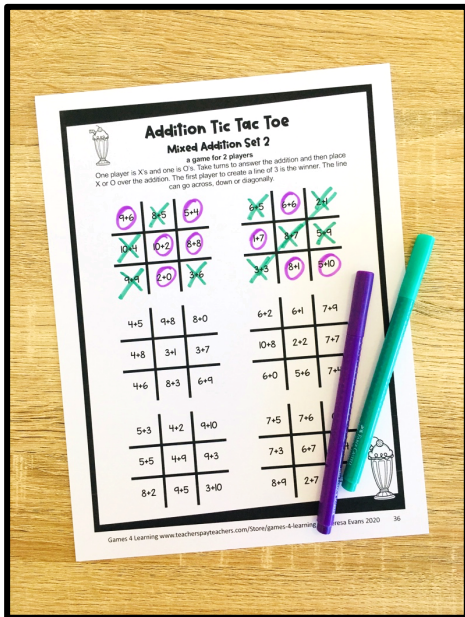 Addition Tic Tac Toe
Mixed Addition Set 2
a game for 2 players
One player is X's and one is O's. Take turns to answer the addition and then place
X or O over the addition. The first player to create a line of 3 is the winner. The line
can go across, down or diagonally.
9+6 8+5 5+4
10+4 10+2 8+8
9+9 2+0 3+6
6+5 6+6 2+1
1+7 8+7 5+9
3+3 8+1 5+10
4+5 9+8 8+0
4+8 3+1 3+7
4+6 8+3 6+9
6+2 6+1 7+9
10+8 2+2 7+7
6+0 5+6
5+3 4+2 9+10
5+5 4+9 9+3
8+2 9+5 3+10
7+5 7+6
7+3 6+7
8+9 2+7
Games 4 Learning www.teacherspayteachers.com/Store/games-4-learning eresa Evans 2020 36